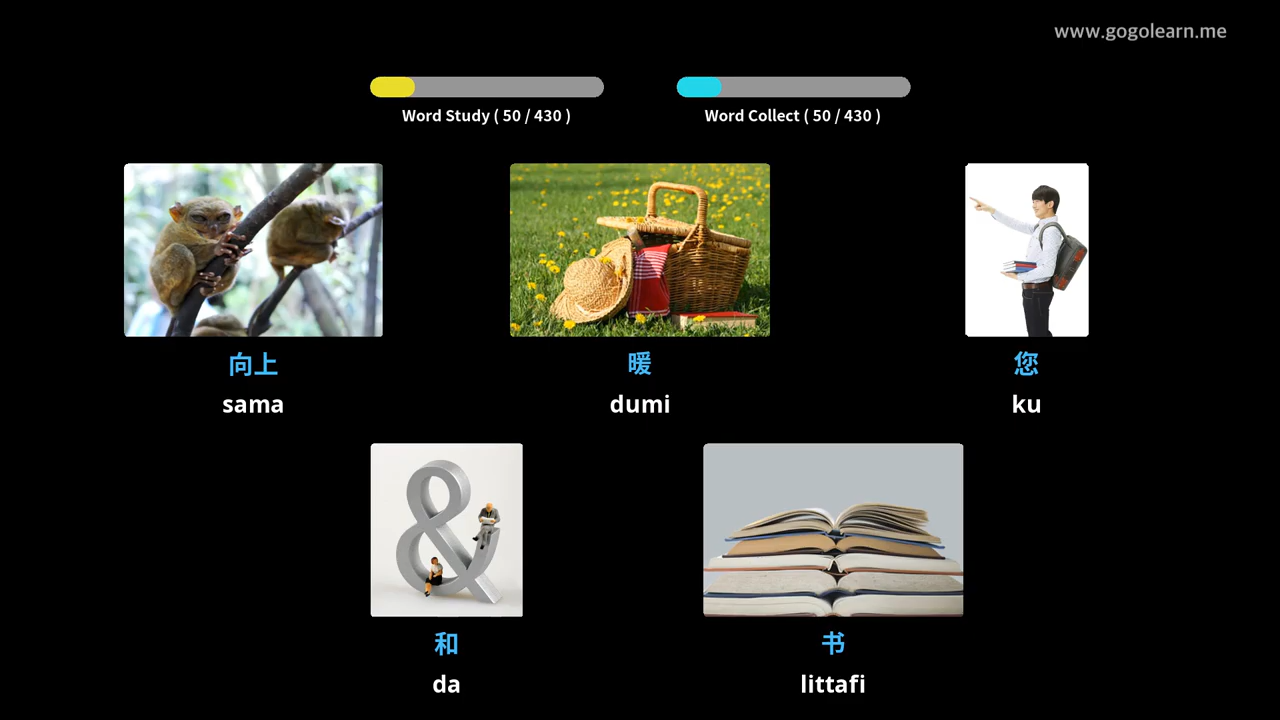 www.gogolearn.me
Word Study ( 50 / 430 )
Word Collect ( 50 / 430 )
向上
sama
暖
dumi
您
ku
和
da
书
littafi